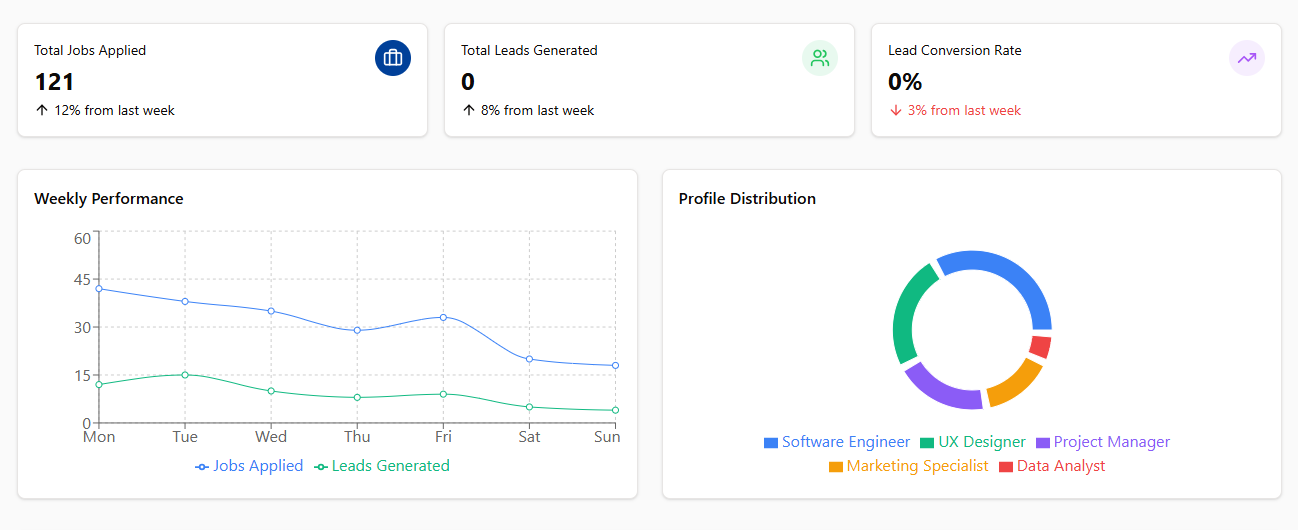 Total Jobs Applied
121
12% from last week
Total Leads Generated
0
8% from last week
Lead Conversion Rate
0%
3% from last week
Weekly Performance
60
45
30
15
0
Mon Tue Wed Thu Fri Sat Sun
Jobs Applied Leads Generated
Profile Distribution
Software Engineer UX Designer Project Manager
Marketing Specialist Data Analyst